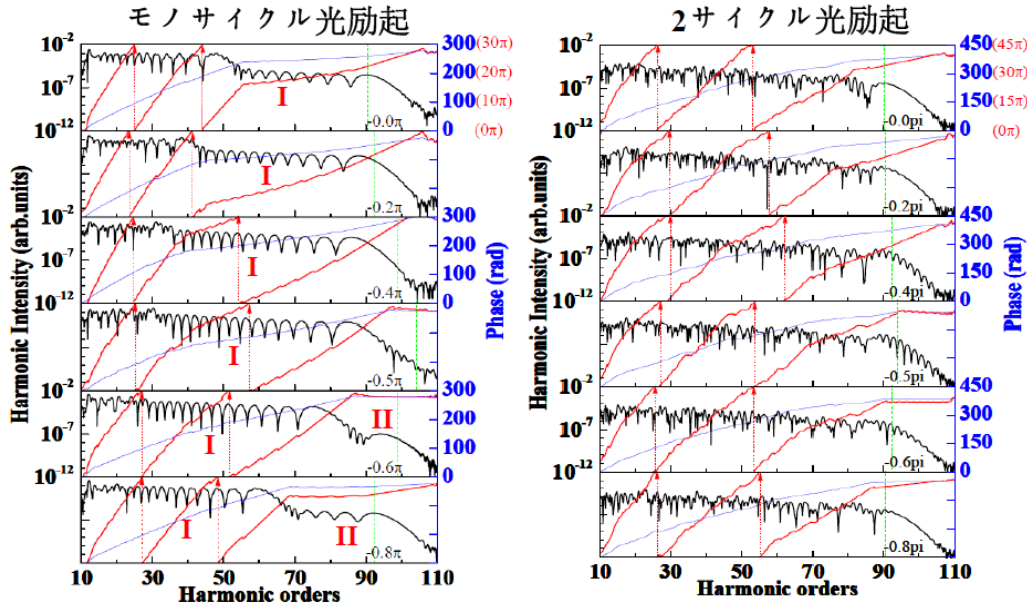 モノサイクル光励起
2サイクル光励起
Harmonic Intensity (arb.units)
10-2
10-7
10-12
10-2
10-7
10-12
10-2
10-7
10-12
300 (30π)
200 (20π)
100 (10π)
0 (0π)
300
200
100
0
300
200
100
0
Phase (rad)
I
-0.0π
I
-0.2π
I
-0.4π
I
-0.5π
I
II
-0.6π
I
II
-0.8π
10 30 50 70 90 110
Harmonic orders
Harmonic Intensity (arb.units)
10-2
10-7
10-12
10-2
10-7
10-12
10-2
10-7
10-12
450 (45π)
300 (30π)
150 (15π)
0 (0π)
450
300
150
0
450
300
150
0
Phase (rad)
-0.0pi
-0.2pi
-0.4pi
-0.5pi
-0.6pi
-0.8pi
10 30 50 70 90 110
Harmonic orders